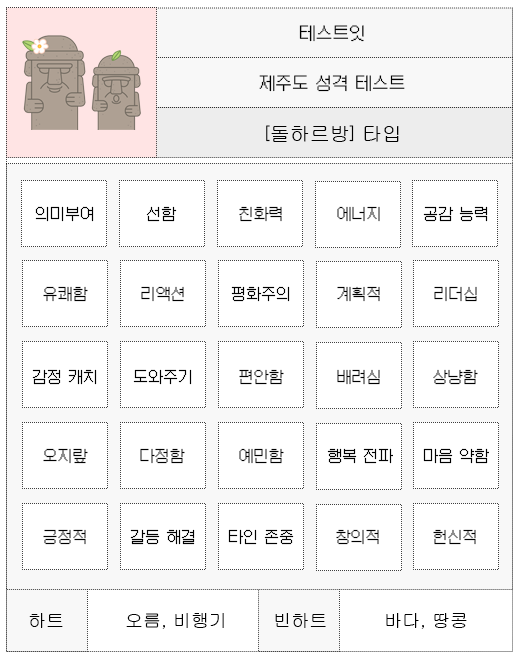 테스트잇
제주도 성격 테스트
[돌하르방] 타입
의미부여 선함 친화력 에너지 공감 능력
유쾌함 리액션 평화주의 계획적 리더십
감정 캐치 도와주기 편안함 배려심 상냥함
오지랖 다정함 예민함 행복 전파 마음 약함
긍정적 갈등 해결 타인 존중 창의적 헌신적
하트 오름, 비행기 빈하트 바다, 땅콩